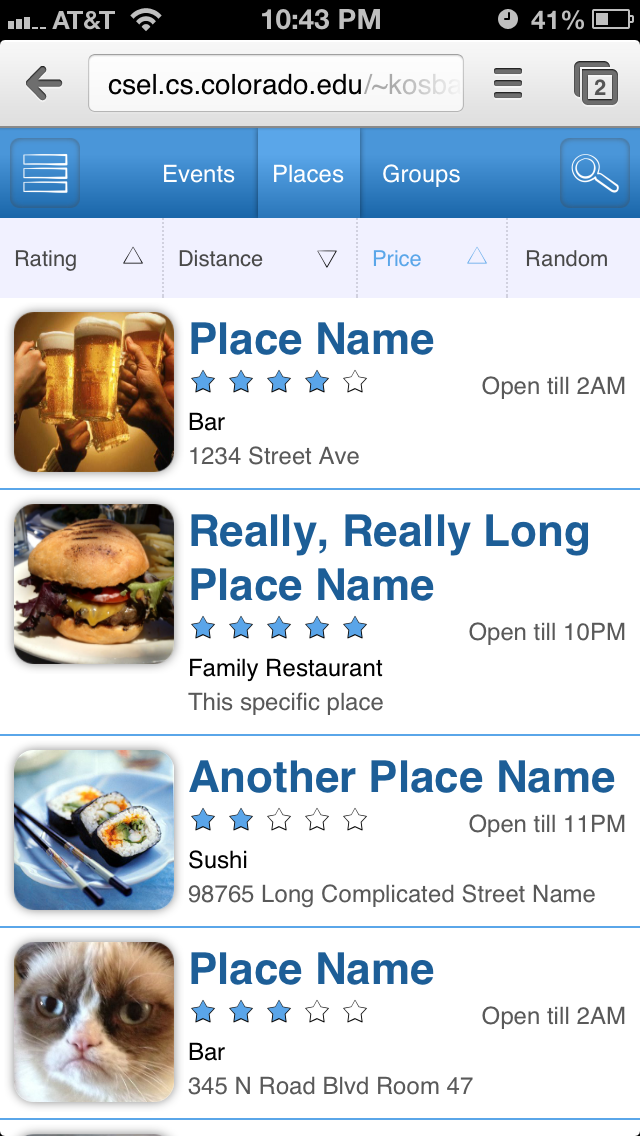 AT&T 10:43 PM 41%
csel.cs.colorado.edu/~kosba
2
Events Places Groups
Rating Distance Price Random
Place Name
Open till 2AM
Bar
1234 Street Ave
Really, Really Long
Place Name
Open till 10PM
Family Restaurant
This specific place
Another Place Name
Open till 11PM
Sushi
98765 Long Complicated Street Name
Place Name
Open till 2AM
Bar
345 N Road Blvd Room 47